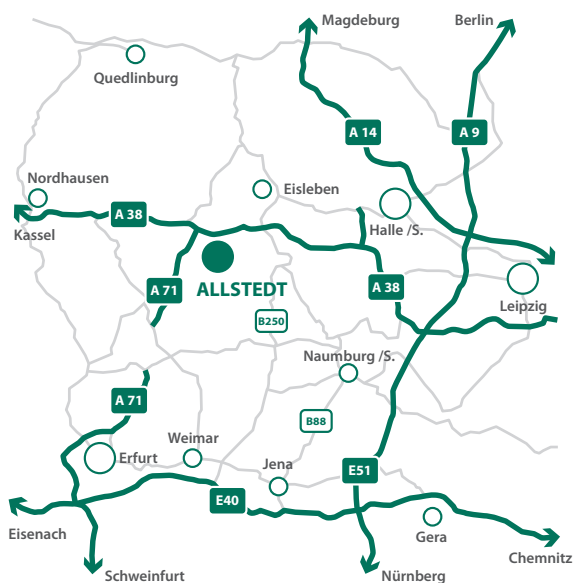 Magdeburg
Berlin
Quedlinburg
A 14
A 9
Nordhausen
Eisleben
A 38
Halle /S.
Kassel
A 71
ALLSTEDT
A 38
Leipzig
B250
Naumburg /S.
A 71
B88
Weimar
Erfurt
Jena
E51
E40
Eisenach
Gera
Chemnitz
Schweinfurt
Nürnberg